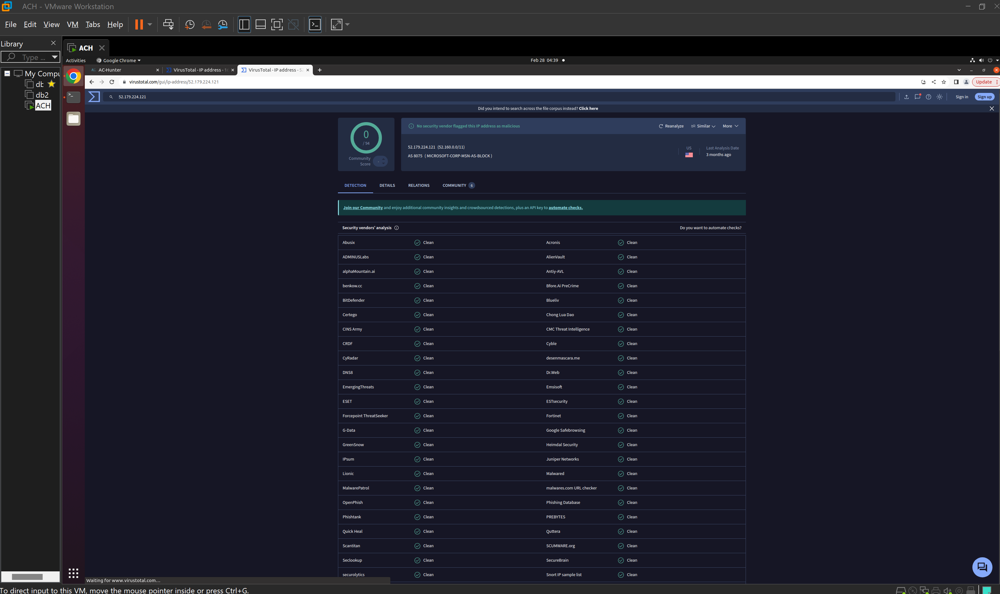 ACH - VMware Workstation
File Edit View VM Tabs Help
Library
Type ...
My Compu
db
db2
ACH
ACH
Activities
Google Chrome
Feb 28 04:39
AC-Hunter
VirusTotal - IP address - 1
VirusTotal - IP address - 52
virustotal.com/gui/ip-address/52.179.224.121
Update
52.179.224.121
Sign in
Sign up
Did you intend to search across the file corpus instead? Click here
0
/ 94
Community
Score
No security vendor flagged this IP address as malicious
Reanalyze
Similar
More
52.179.224.121 (52.160.0.0/11)
AS 8075 ( MICROSOFT-CORP-MSN-AS-BLOCK )
US
Last Analysis Date
3 months ago
DETECTION DETAILS RELATIONS COMMUNITY 6
Join our Community and enjoy additional community insights and crowdsourced detections, plus an API key to automate checks.
Security vendors' analysis
Do you want to automate checks?
Abusix Clean Acronis Clean
ADMINUSLabs Clean AlienVault Clean
alphaMountain.ai Clean Antiy-AVL Clean
benkow.cc Clean Bfore.Ai PreCrime Clean
BitDefender Clean Blueliv Clean
Certego Clean Chong Lua Dao Clean
CINS Army Clean CMC Threat Intelligence Clean
CRDF Clean Cyble Clean
CyRadar Clean desenmascara.me Clean
DNS8 Clean Dr.Web Clean
EmergingThreats Clean Emsisoft Clean
ESET Clean ESTsecurity Clean
Forcepoint ThreatSeeker Clean Fortinet Clean
G-Data Clean Google Safebrowsing Clean
GreenSnow Clean Heimdal Security Clean
IPsum Clean Juniper Networks Clean
Lionic Clean Malwared Clean
MalwarePatrol Clean malwares.com URL checker Clean
OpenPhish Clean Phishing Database Clean
Phishtank Clean PREBYTES Clean
Quick Heal Clean Quttera Clean
Scantitan Clean SCUMWARE.org Clean
Seclookup Clean SecureBrain Clean
securolytics Clean Snort IP sample list Clean
Waiting for www.virustotal.com…
To direct input to this VM, move the mouse pointer inside or press Ctrl+G.